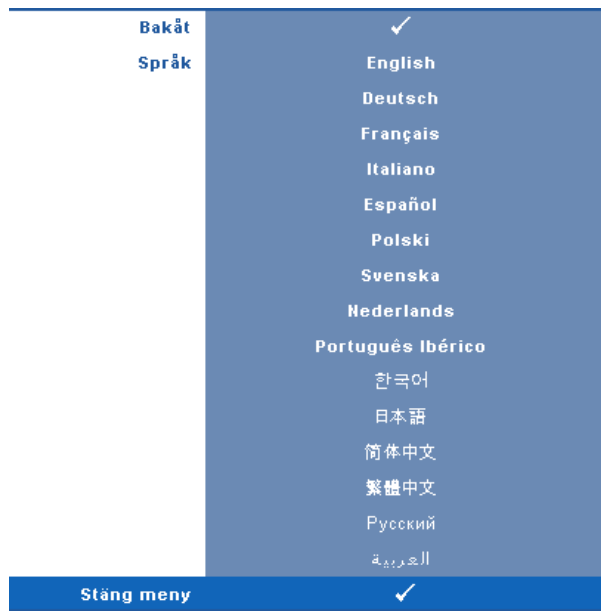 Bakåt ✓
Språk English
Deutsch
Français
Italiano
Español
Polski
Svenska
Nederlands
Português Ibérico
한국어
日本語
简体中文
繁體中文
Русский
العربية
Stäng meny ✓